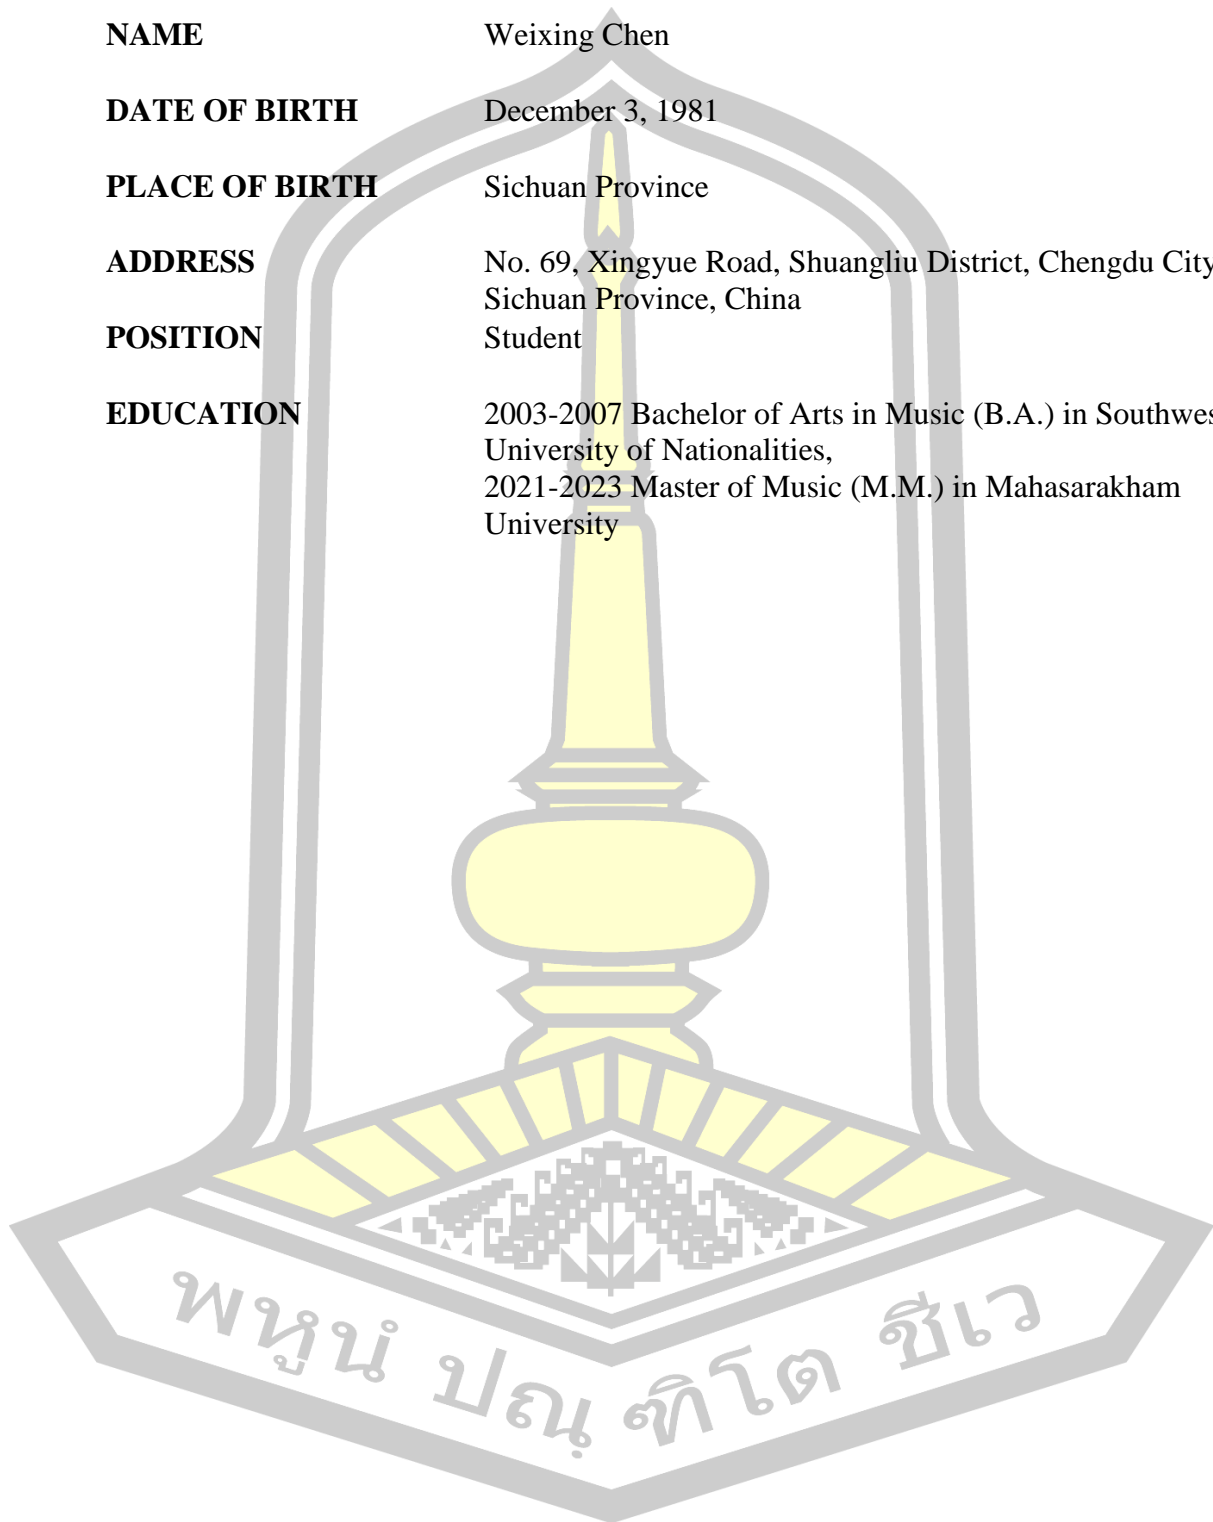 NAME Weixing Chen
DATE OF BIRTH December 3, 1981
PLACE OF BIRTH Sichuan Province
ADDRESS No. 69, Xingyue Road, Shuangliu District, Chengdu City
Sichuan Province, China
POSITION Student
EDUCATION 2003-2007 Bachelor of Arts in Music (B.A.) in Southwes
University of Nationalities,
2021-2023 Master of Music (M.M.) in Mahasarakham
University
พหูนํ ปณฺ ฑิโต ชีเว